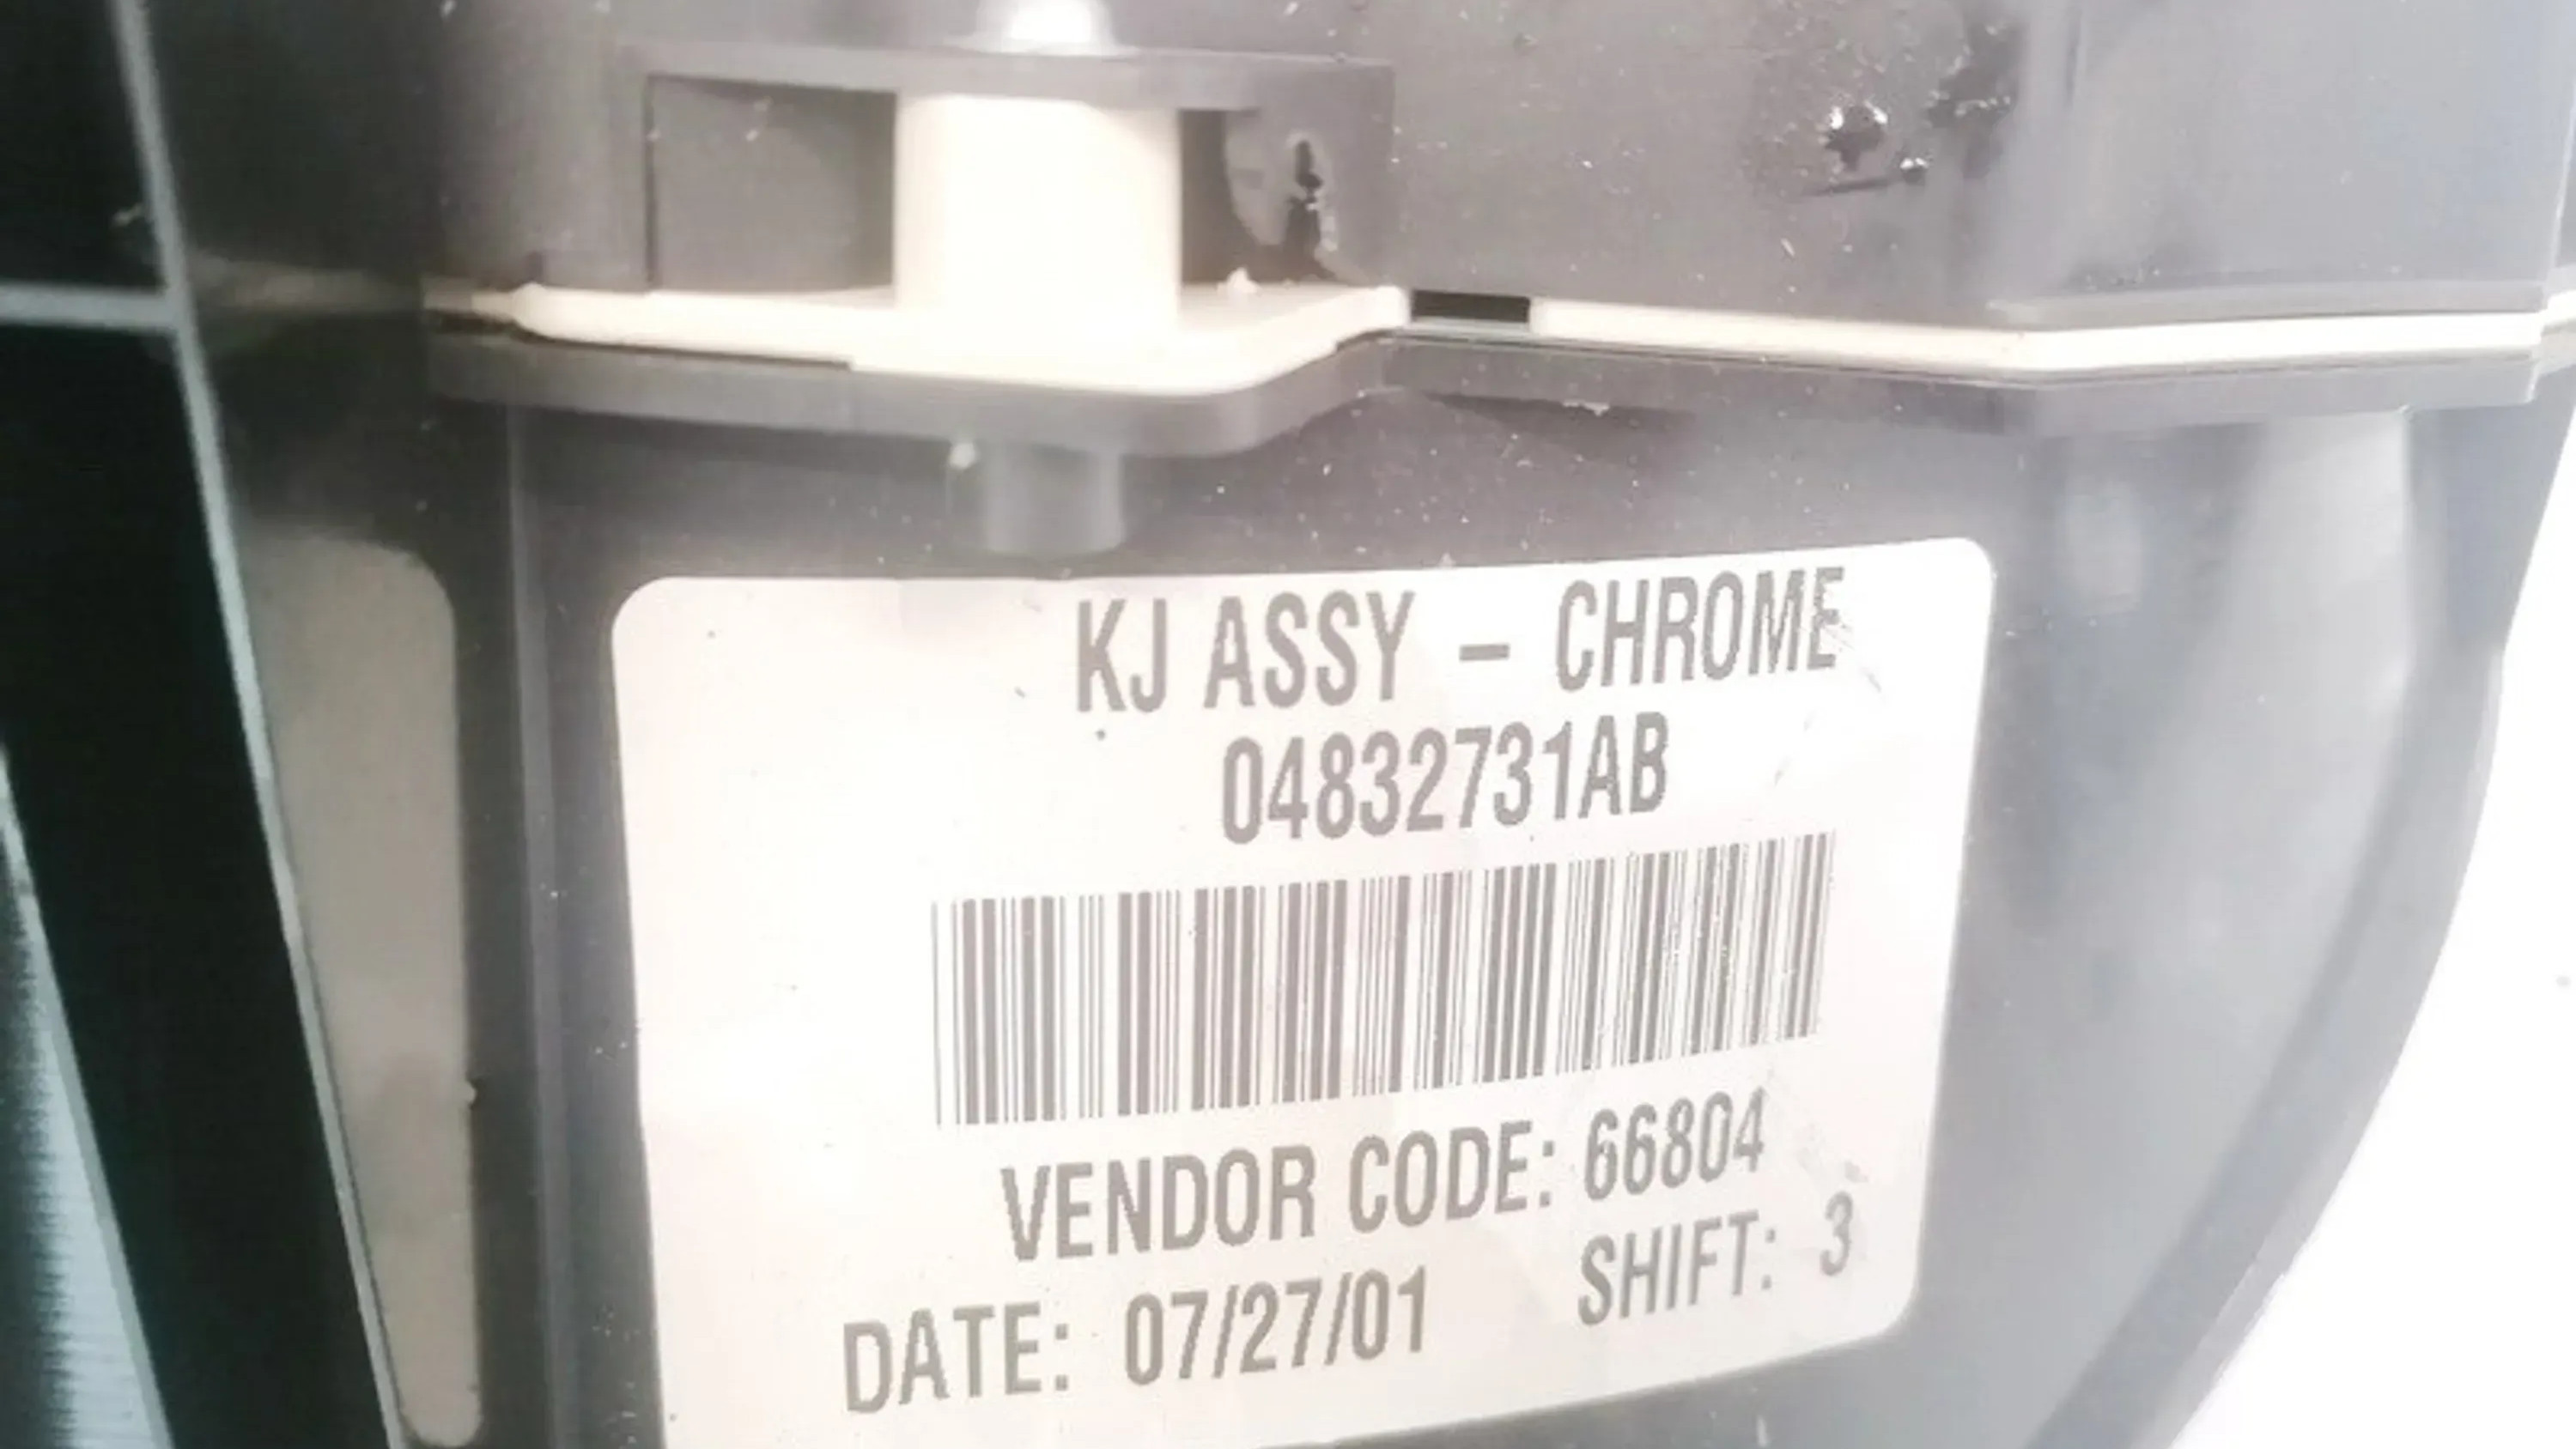 KJ ASSY – CHROME
04832731AB
VENDOR CODE: 66804
DATE: 07/27/01 SHIFT: 3